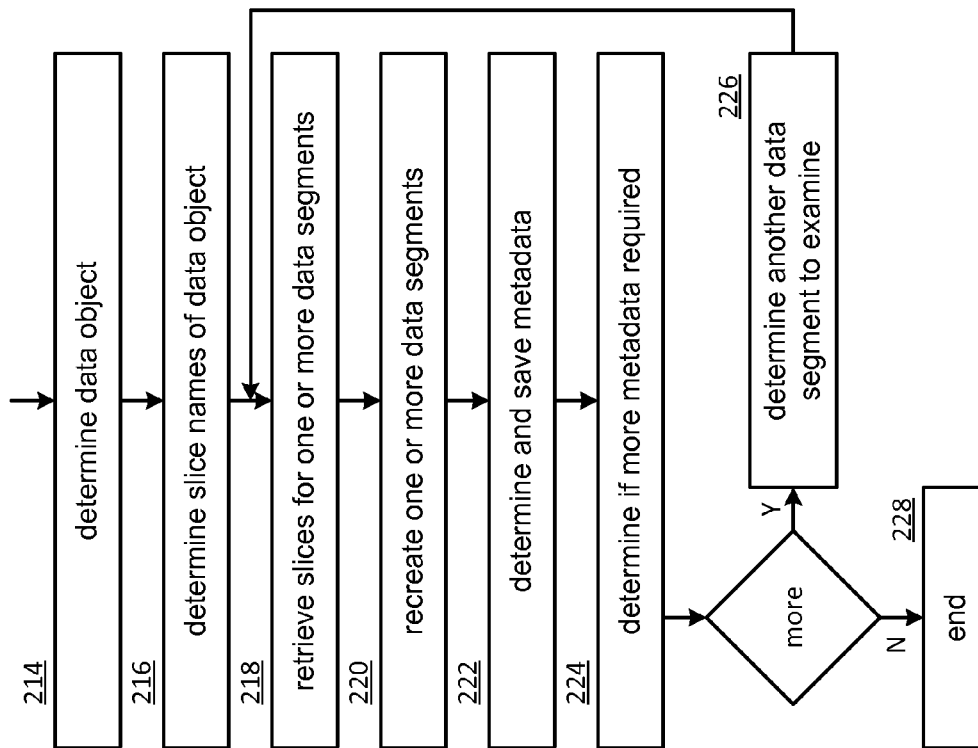 214
determine data object
216
determine slice names of data object
218
retrieve slices for one or more data segments
220
recreate one or more data segments
222
determine and save metadata
224
determine if more metadata required
more
Y
N
226
determine another data
segment to examine
228
end